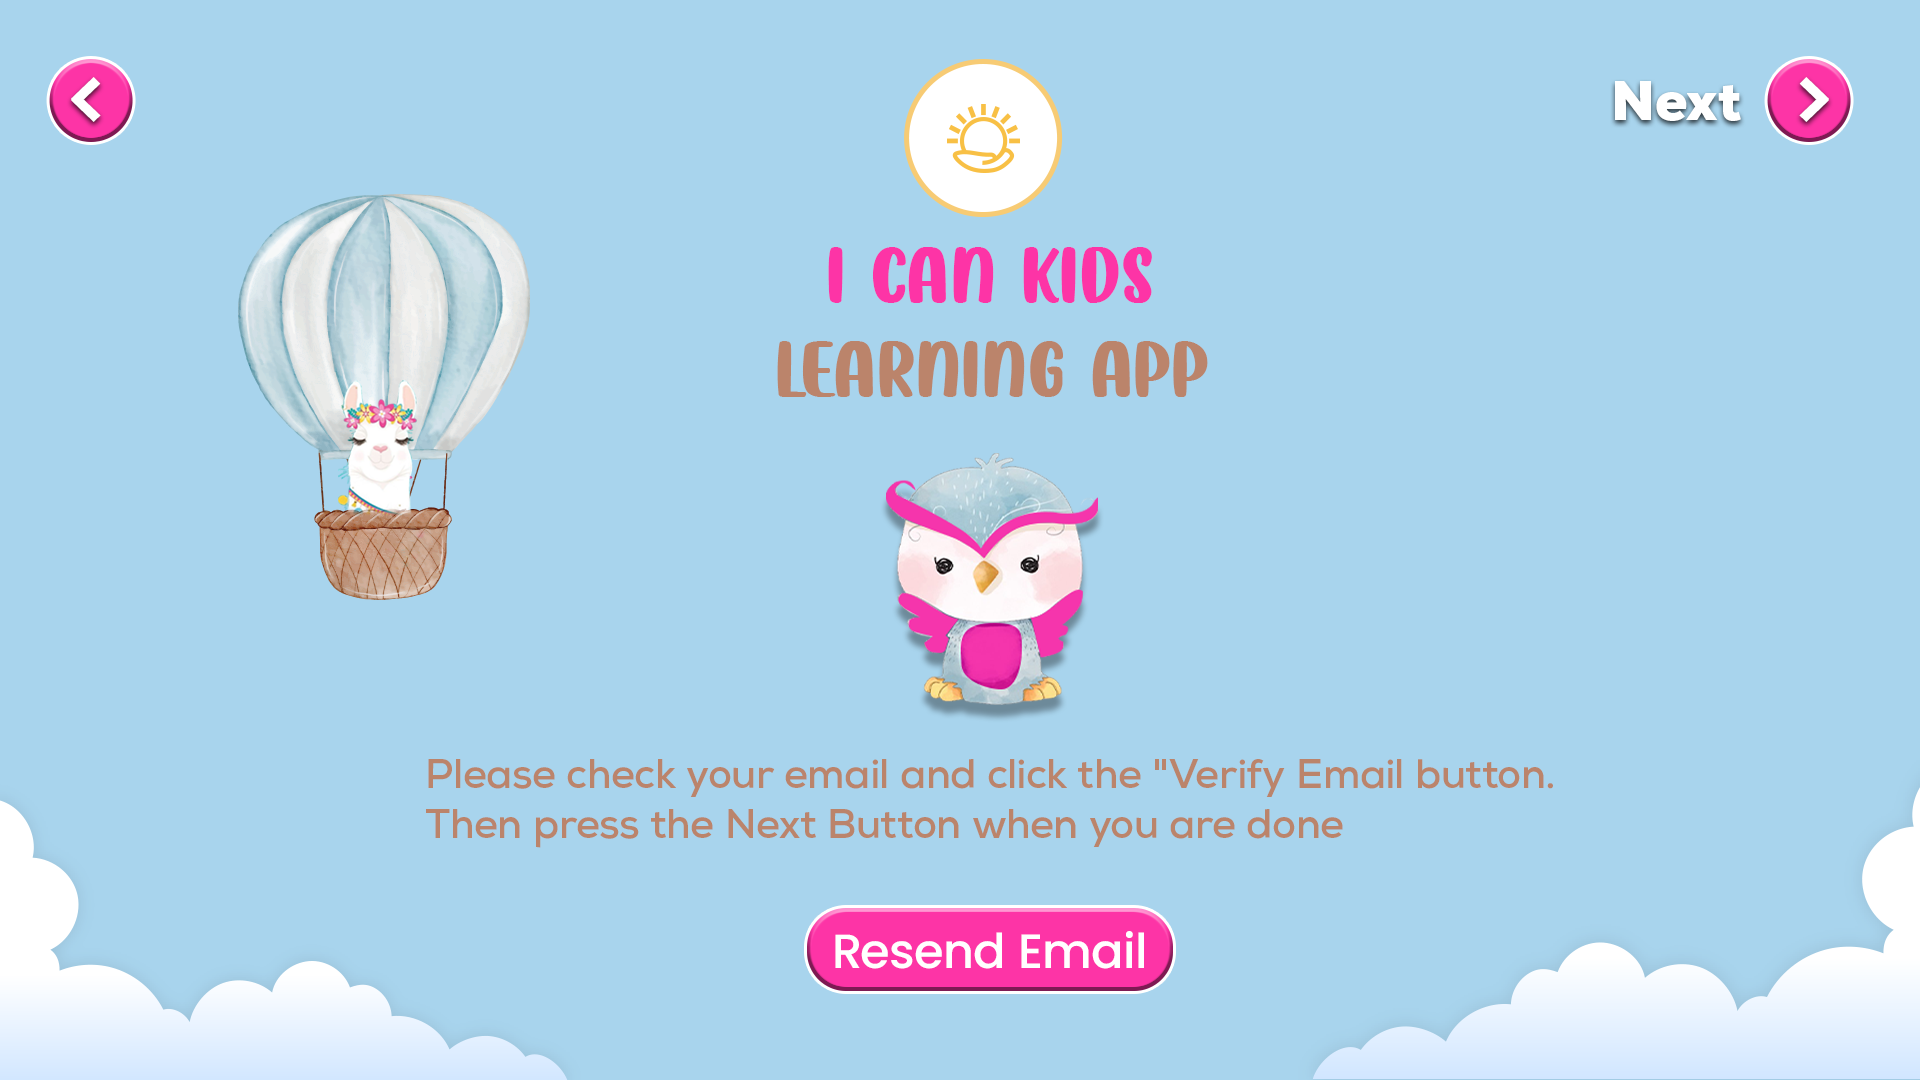 Next
I CAN KIDS
LEARNING APP
Please check your email and click the "Verify Email button.
Then press the Next Button when you are done
Resend Email